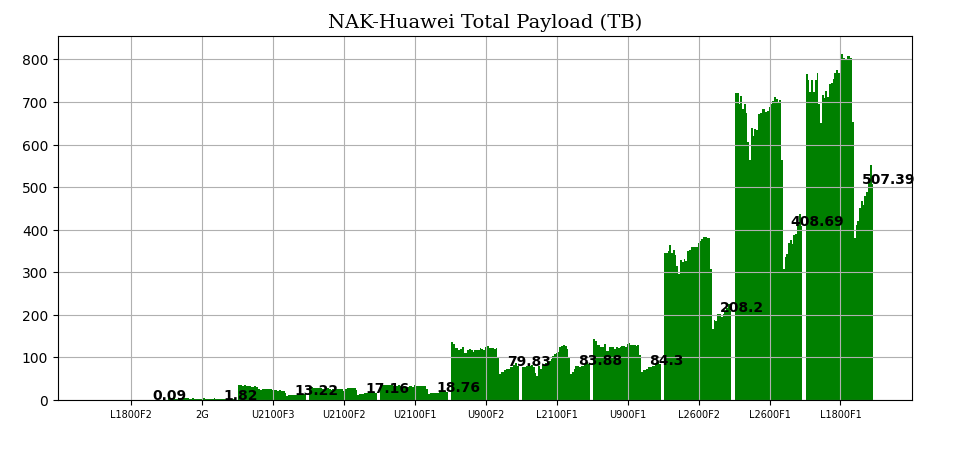 NAK-Huawei Total Payload (TB)
800
700
600
500
400
300
200
100
0
0.09
1.82
13.22
17.16
18.76
79.83
83.88
84.3
208.2
408.69
507.39
L1800F2
2G
U2100F3
U2100F2
U2100F1
U900F2
L2100F1
U900F1
L2600F2
L2600F1
L1800F1